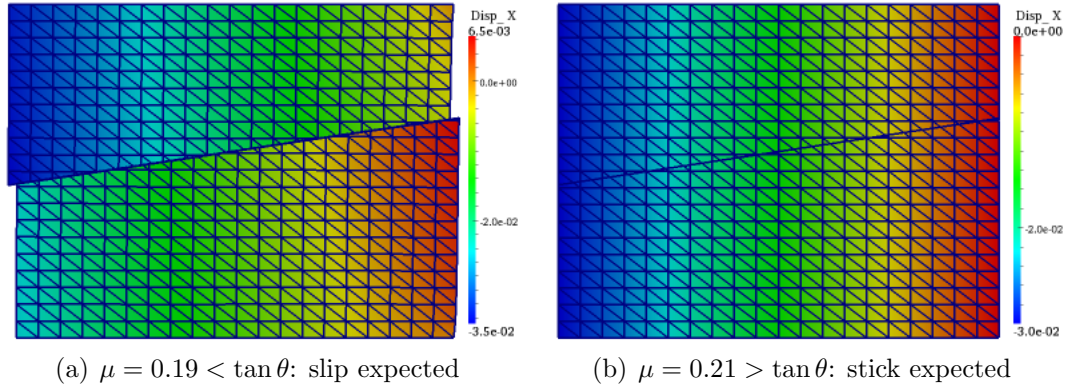 Disp_X
6.5e-03
0.0e+00
-2.0e-02
-3.5e-02
Disp_X
0.0e+00
-2.0e-02
-3.0e-02
(a) μ = 0.19 < tan θ: slip expected
(b) μ = 0.21 > tan θ: stick expected